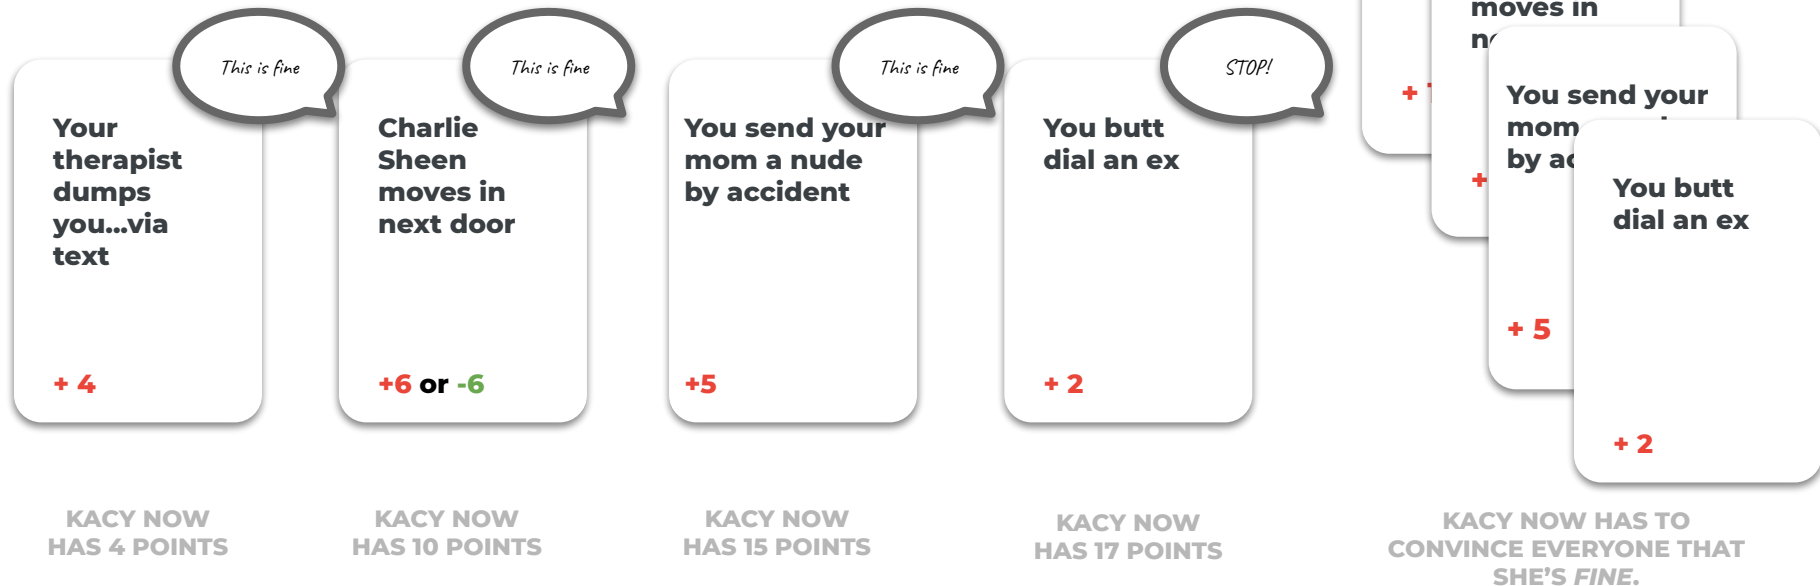 This is fine
Your
therapist
dumps
you...via
text
+ 4
KACY NOW
HAS 4 POINTS
This is fine
Charlie
Sheen
moves in
next door
+6 or -6
KACY NOW
HAS 10 POINTS
This is fine
You send your
mom a nude
by accident
+5
KACY NOW
HAS 15 POINTS
STOP!
You butt
dial an ex
+ 2
KACY NOW
HAS 17 POINTS
+
moves in
+
You send your
mom
by
+ 5
You butt
dial an ex
+ 2
KACY NOW HAS TO
CONVINCE EVERYONE THAT
SHE'S FINE.